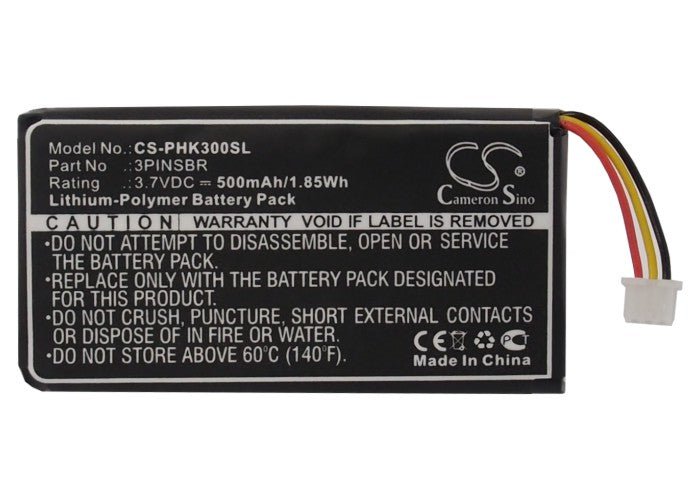 Model No.: CS-PHK300SL
Part No : 3PINSBR
Rating : 3.7VDC ⎓ 500mAh/1.85Wh
Lithium-Polymer Battery Pack
CS
Cameron Sino
CAUTION WARRANTY VOID IF LABEL IS REMOVED
•DO NOT ATTEMPT TO DISASSEMBLE, OPEN OR SERVICE
THE BATTERY PACK.
•REPLACE ONLY WITH THE BATTERY PACK DESIGNATED
FOR THIS PRODUCT.
•DO NOT CRUSH, PUNCTURE, SHORT EXTERNAL CONTACTS
OR DISPOSE OF IN FIRE OR WATER.
•DO NOT STORE ABOVE 60°C (140°F)
CE PCT
Made In China